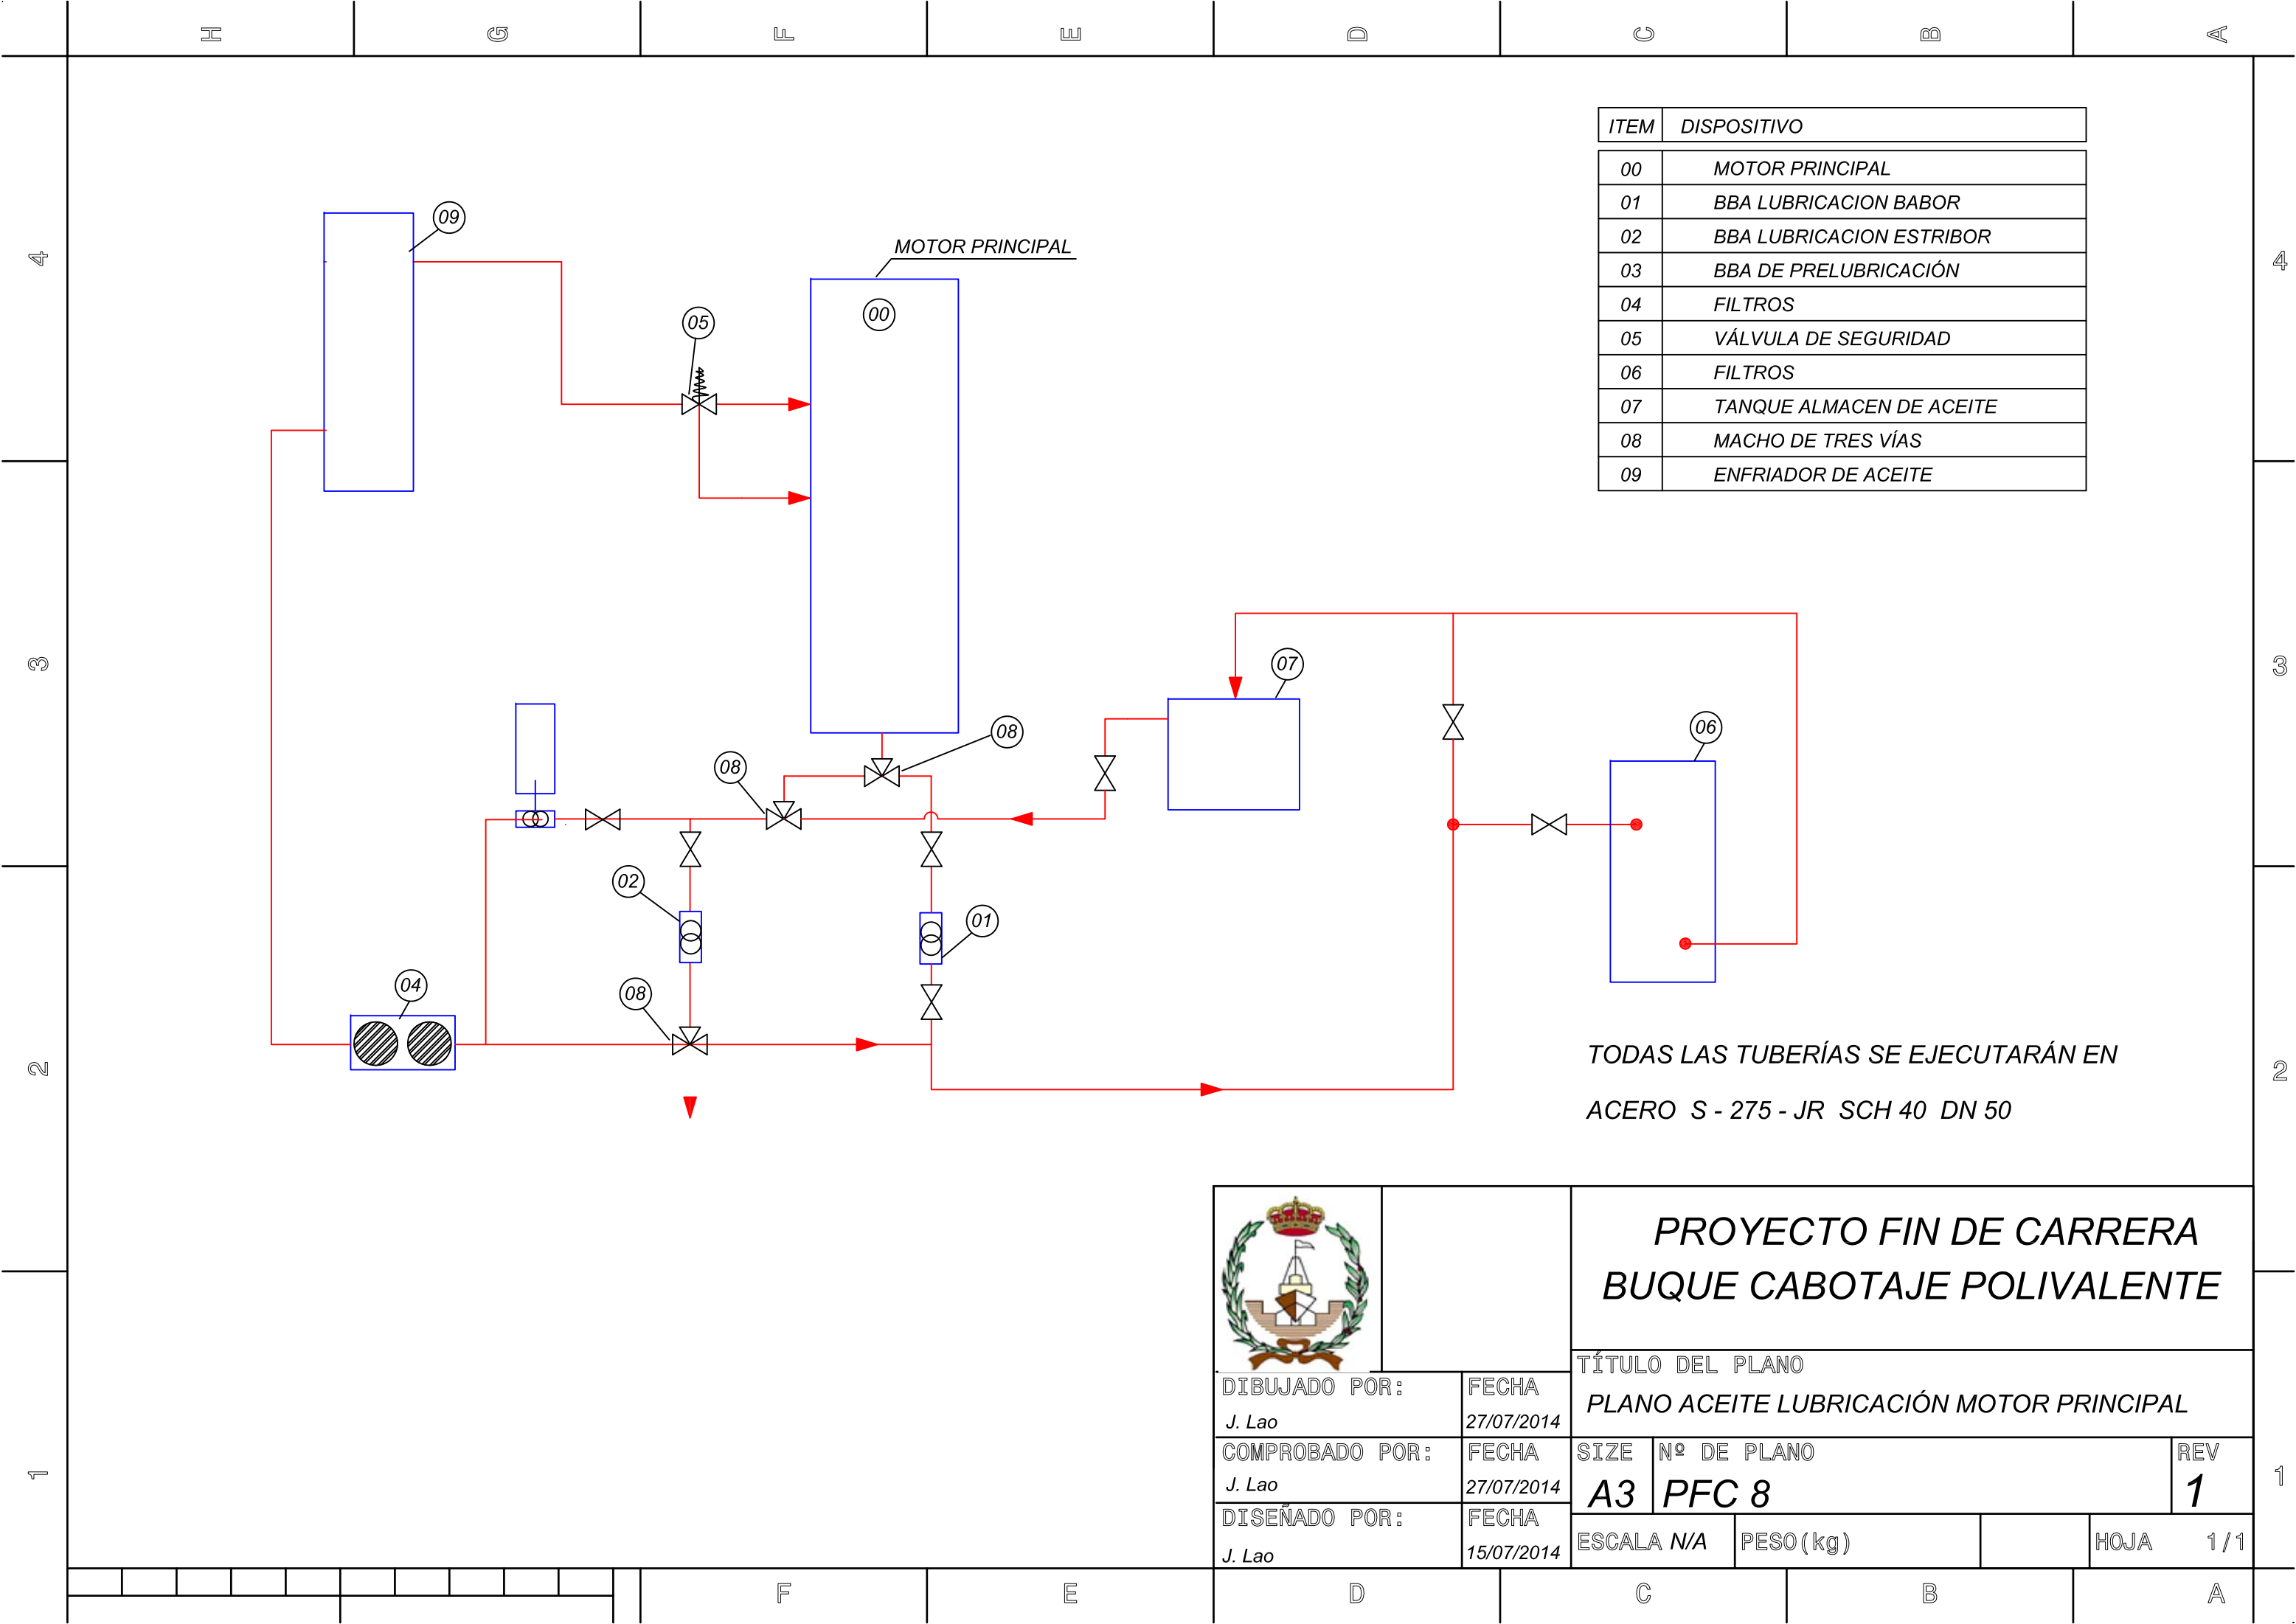 H G F E D C B A
ITEM DISPOSITIVO
00 MOTOR PRINCIPAL
01 BBA LUBRICACION BABOR
02 BBA LUBRICACION ESTRIBOR
03 BBA DE PRELUBRICACIÓN
04 FILTROS
05 VÁLVULA DE SEGURIDAD
06 FILTROS
07 TANQUE ALMACEN DE ACEITE
08 MACHO DE TRES VÍAS
09 ENFRIADOR DE ACEITE
09
MOTOR PRINCIPAL
4
4
00
05
3
3
07
08
06
08
02
01
04
08
2
2
TODAS LAS TUBERÍAS SE EJECUTARÁN EN
ACERO S - 275 - JR SCH 40 DN 50
PROYECTO FIN DE CARRERA
BUQUE CABOTAJE POLIVALENTE
TÍTULO DEL PLANO
PLANO ACEITE LUBRICACIÓN MOTOR PRINCIPAL
DIBUJADO POR: FECHA
J. Lao 27/07/2014
COMPROBADO POR: FECHA
J. Lao 27/07/2014
DISEÑADO POR: FECHA
J. Lao 15/07/2014
SIZE Nº DE PLANO REV
A3 PFC 8 1
ESCALA N/A PESO(kg) HOJA 1/1
1
1
F E D C B A